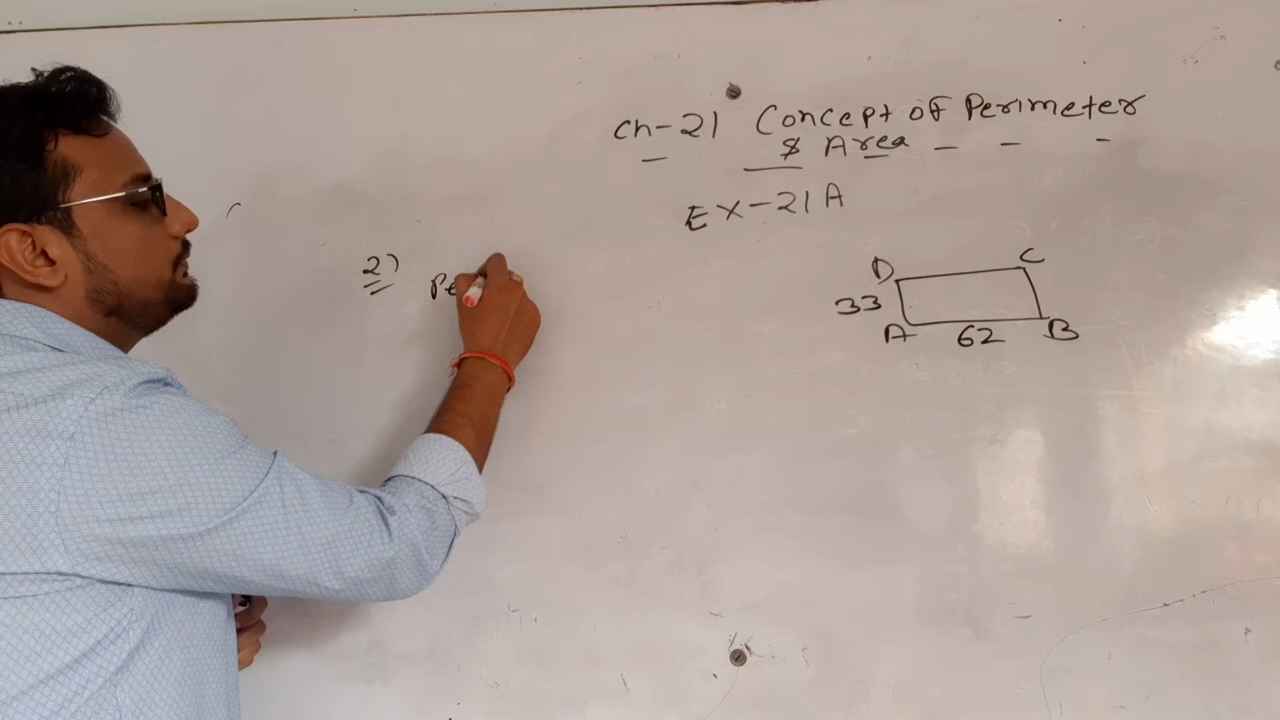 Ch-21 Concept of Perimeter
& Area
EX-21A
2) Pe
D C
33
A 62 B